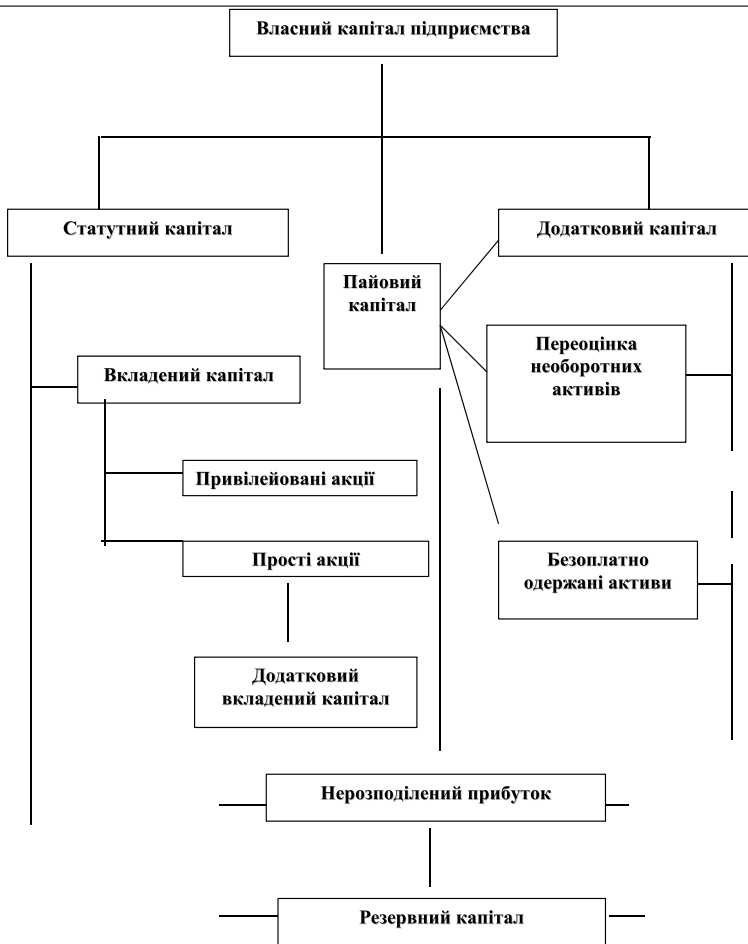 Власний капітал підприємства
Статутний капітал
Додатковий капітал
Пайовий
капітал
Переоцінка
необоротних
активів
Вкладений капітал
Привілейовані акції
Прості акції
Безоплатно
одержані активи
Додатковий
вкладений капітал
Нерозподілений прибуток
Резервний капітал